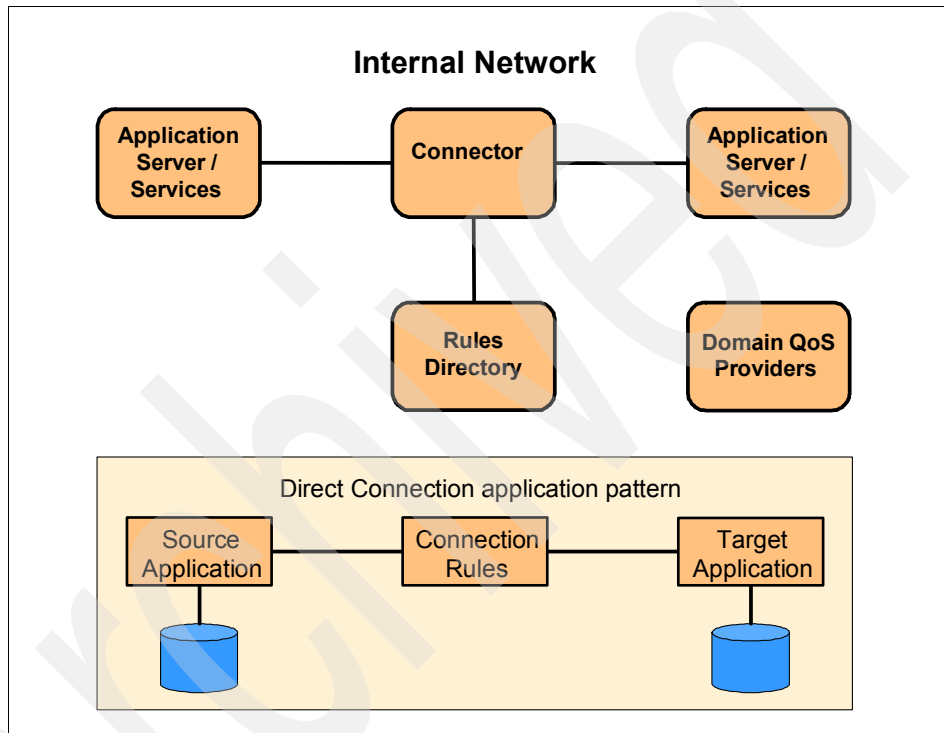 Internal Network
Application
Server /
Services
Connector
Application
Server /
Services
Rules
Directory
Domain QoS
Providers
Direct Connection application pattern
Source
Application
Connection
Rules
Target
Application
rchived